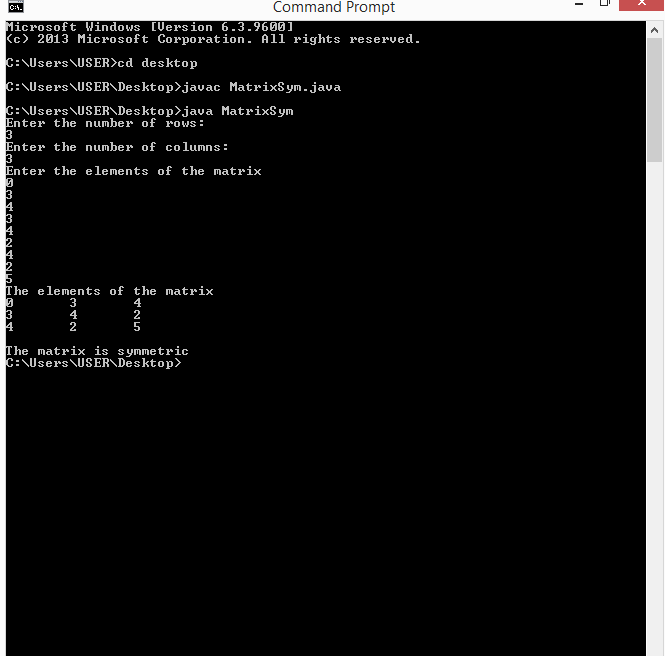 Command Prompt
Microsoft Windows [Version 6.3.9600]
(c) 2013 Microsoft Corporation. All rights reserved.
C:\Users\USER>cd desktop
C:\Users\USER\Desktop>javac MatrixSym.java
C:\Users\USER\Desktop>java MatrixSym
Enter the number of rows:
3
Enter the number of columns:
3
Enter the elements of the matrix
0
3
4
3
4
2
4
2
5
The elements of the matrix
0 3 4
3 4 2
4 2 5
The matrix is symmetric
C:\Users\USER\Desktop>